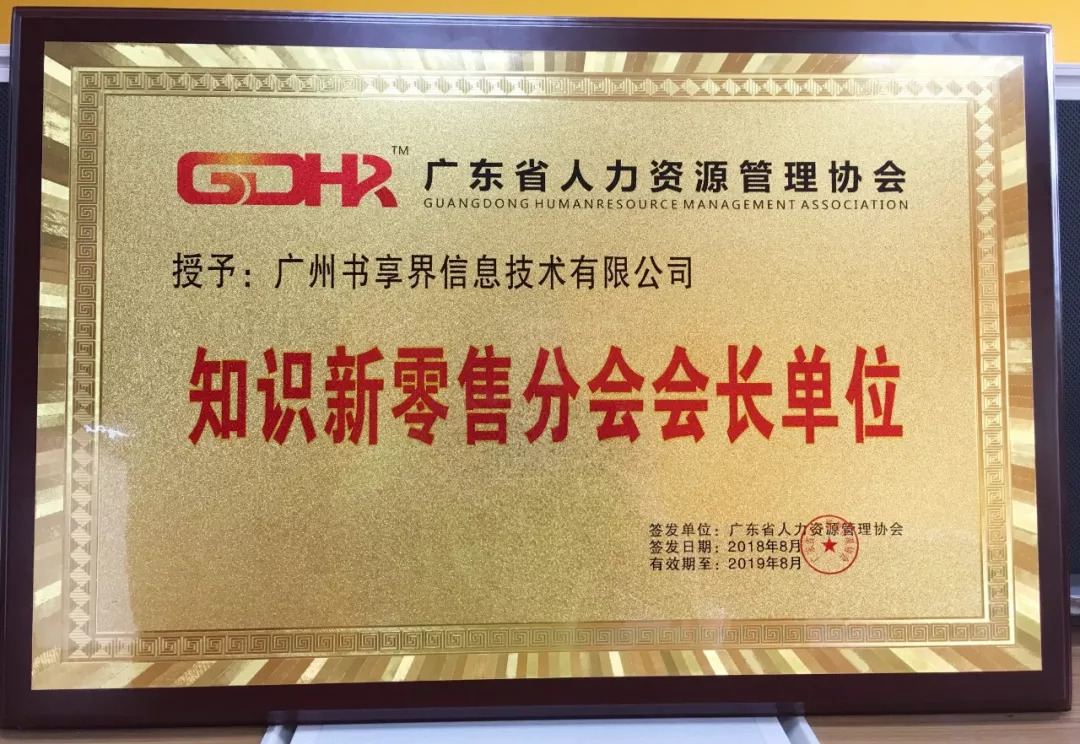 GDHR™ 广东省人力资源管理协会
GUANGDONG HUMANRESOURCE MANAGEMENT ASSOCIATION
授予：广州书享界信息技术有限公司
知识新零售分会会长单位
签发单位：广东省人力资源管理协会
签发日期：2018年8月
有效期至：2019年8月